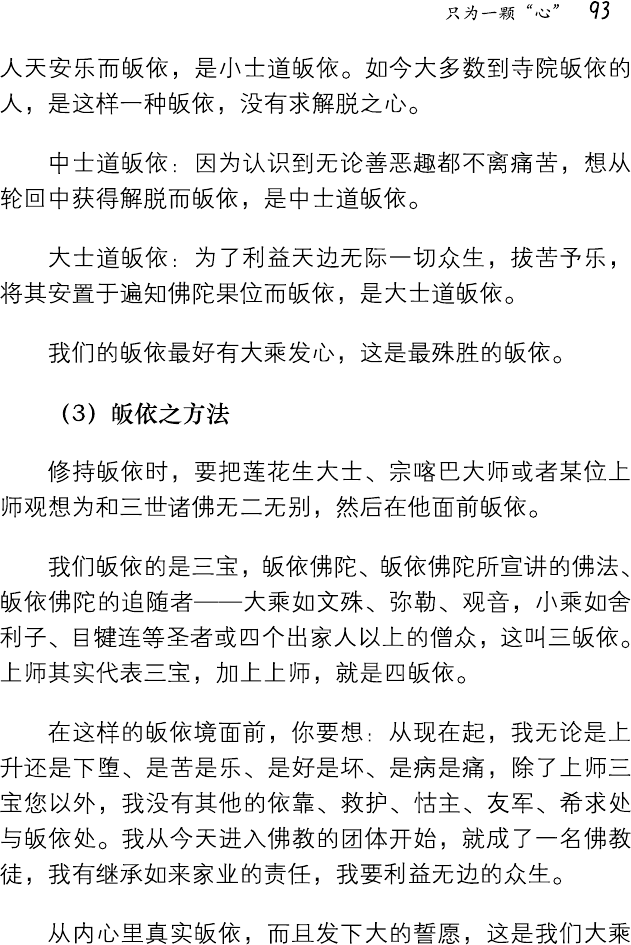 只为一颗“心” 93
人天安乐而皈依，是小士道皈依。如今大多数到寺院皈依的
人，是这样一种皈依，没有求解脱之心。
中士道皈依：因为认识到无论善恶趣都不离痛苦，想从
轮回中获得解脱而皈依，是中士道皈依。
大士道皈依：为了利益天边无际一切众生，拔苦予乐，
将其安置于遍知佛陀果位而皈依，是大士道皈依。
我们的皈依最好有大乘发心，这是最殊胜的皈依。
（3）皈依之方法
修持皈依时，要把莲花生大士、宗喀巴大师或者某位上
师观想为和三世诸佛无二无别，然后在他面前皈依。
我们皈依的是三宝，皈依佛陀、皈依佛陀所宣讲的佛法、
皈依佛陀的追随者——大乘如文殊、弥勒、观音，小乘如舍
利子、目犍连等圣者或四个出家人以上的僧众，这叫三皈依。
上师其实代表三宝，加上上师，就是四皈依。
在这样的皈依境面前，你要想：从现在起，我无论是上
升还是下堕、是苦是乐、是好是坏、是病是痛，除了上师三
宝您以外，我没有其他的依靠、救护、怙主、友军、希求处
与皈依处。我从今天进入佛教的团体开始，就成了一名佛教
徒，我有继承如来家业的责任，我要利益无边的众生。
从内心里真实皈依，而且发下大的誓愿，这是我们大乘